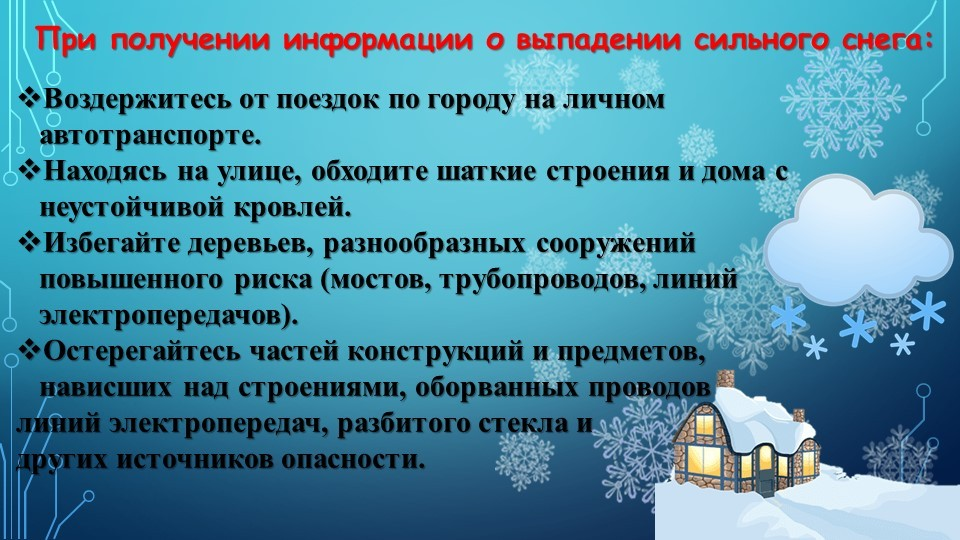 При получении информации о выпадении сильного снега:
❖Воздержитесь от поездок по городу на личном
автотранспорте.
❖Находясь на улице, обходите шаткие строения и дома с
неустойчивой кровлей.
❖Избегайте деревьев, разнообразных сооружений
повышенного риска (мостов, трубопроводов, линий
электропередачов).
❖Остерегайтесь частей конструкций и предметов,
нависших над строениями, оборванных проводов
линий электропередач, разбитого стекла и
других источников опасности.